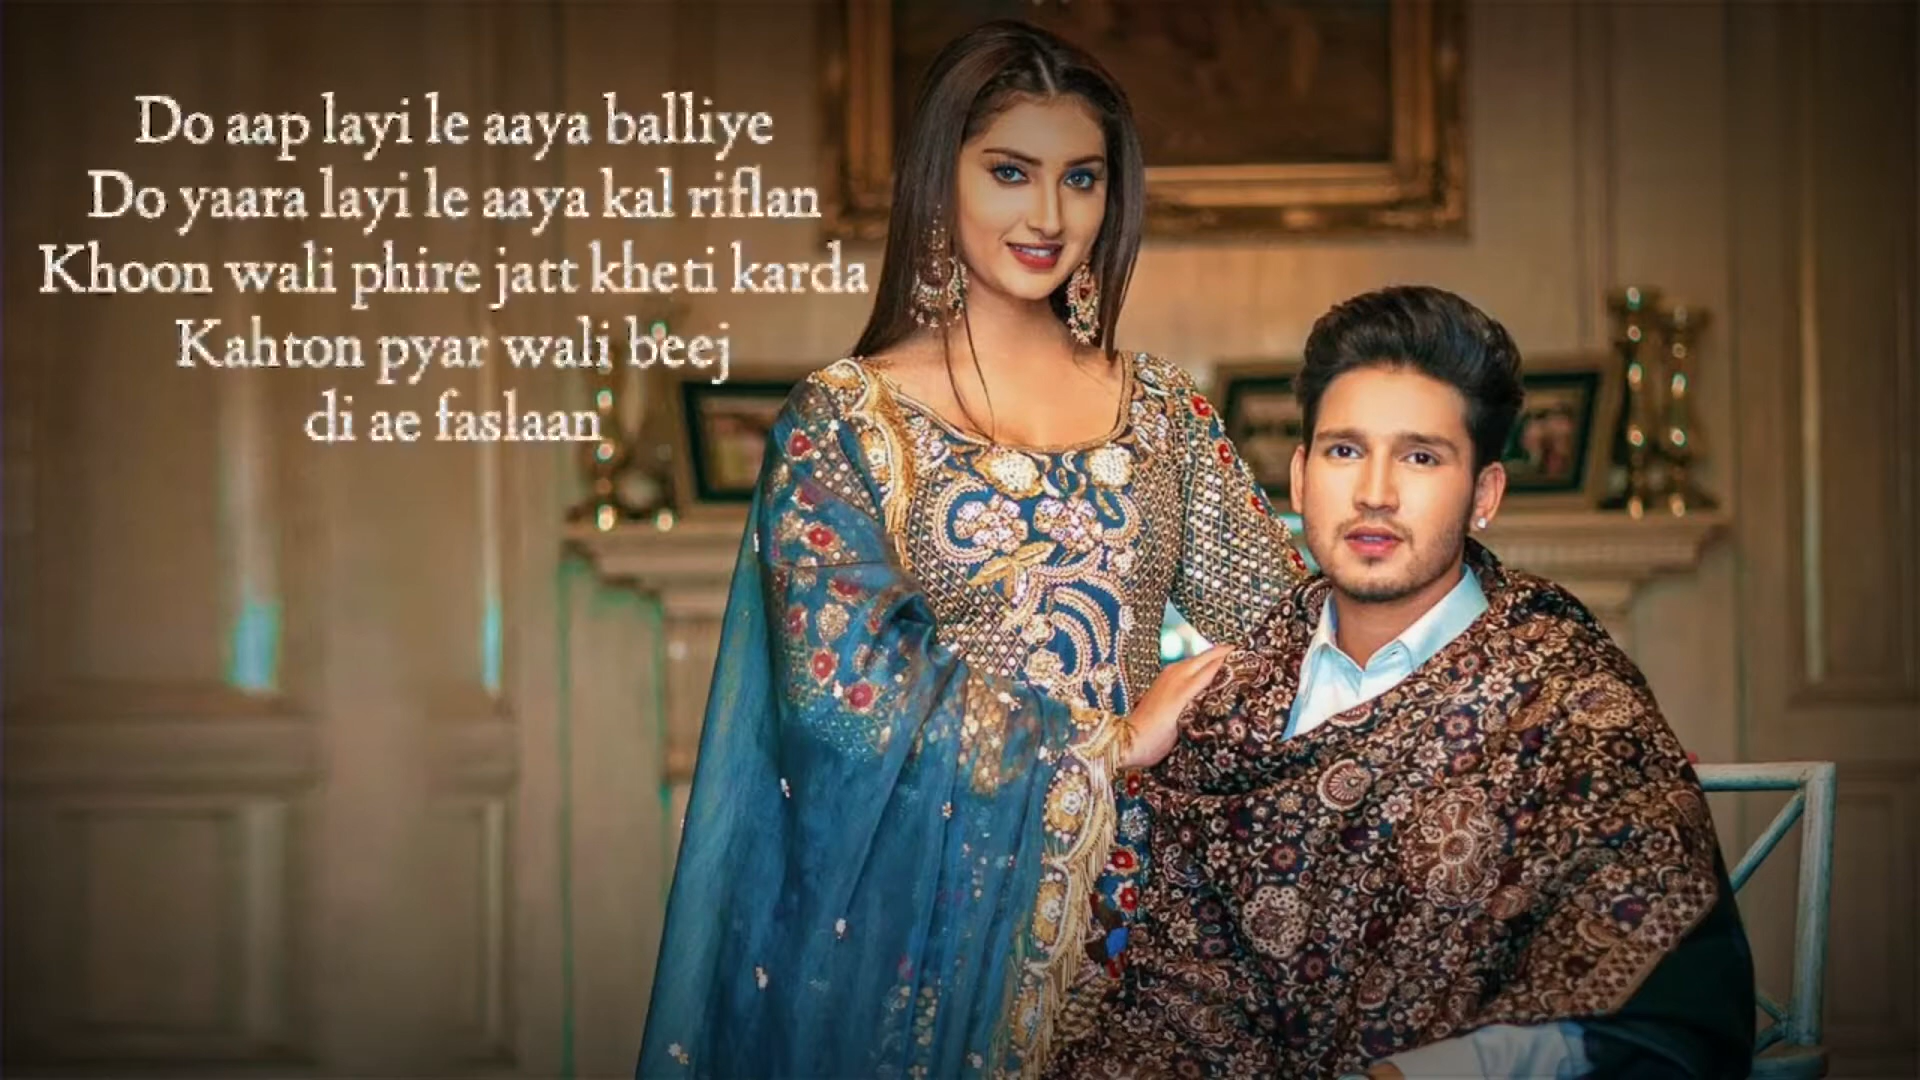 Do aap layi le aaya balliye
Do yaara layi le aaya kal riflan
Khoon wali phire jatt kheti karda
Kahton pyar wali beej
di ae faslaan